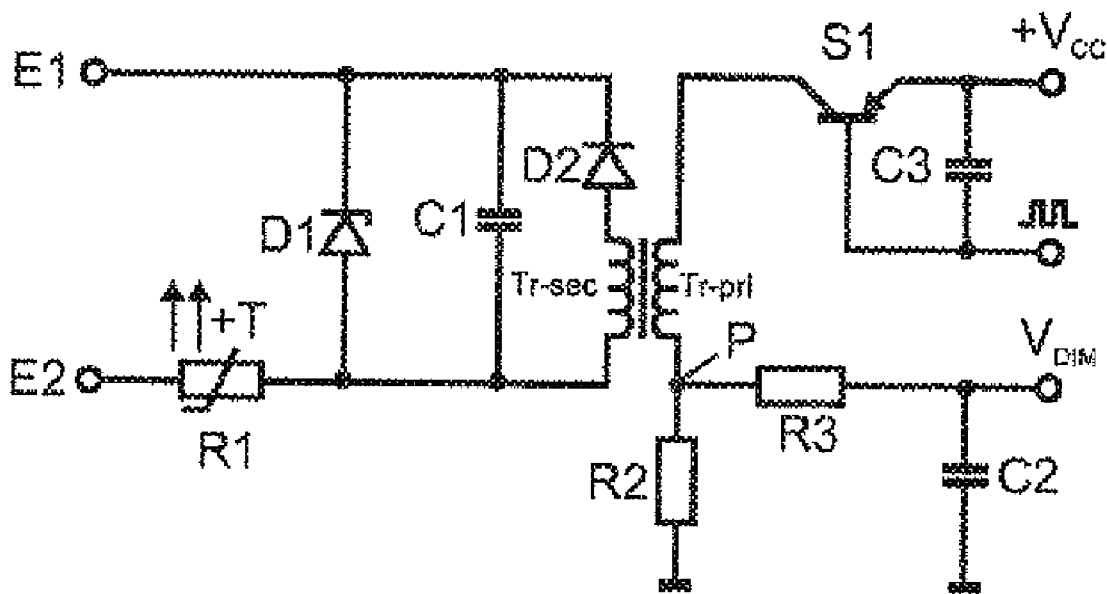 E1
S1
+VCC
D2
C3
D1
C1
Tr-sec
Tr-pri
+T
P
VDIM
E2
R1
R3
R2
C2